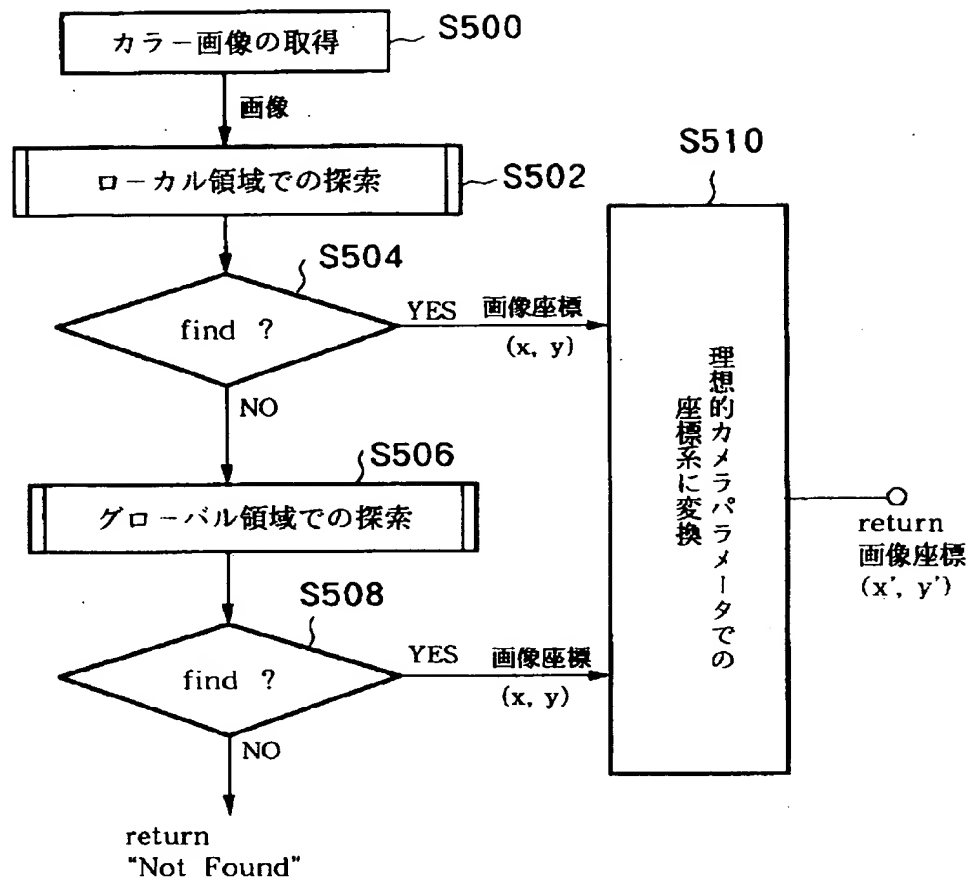 カラー画像の取得
S500
画像
ローカル領域での探索
S502
S504
find ?
YES
画像座標
(x, y)
NO
S506
グローバル領域での探索
S508
find ?
YES
画像座標
(x, y)
NO
return
"Not Found"
S510
理想的カメラパラメータでの
座標系に変換
return
画像座標
(x', y')